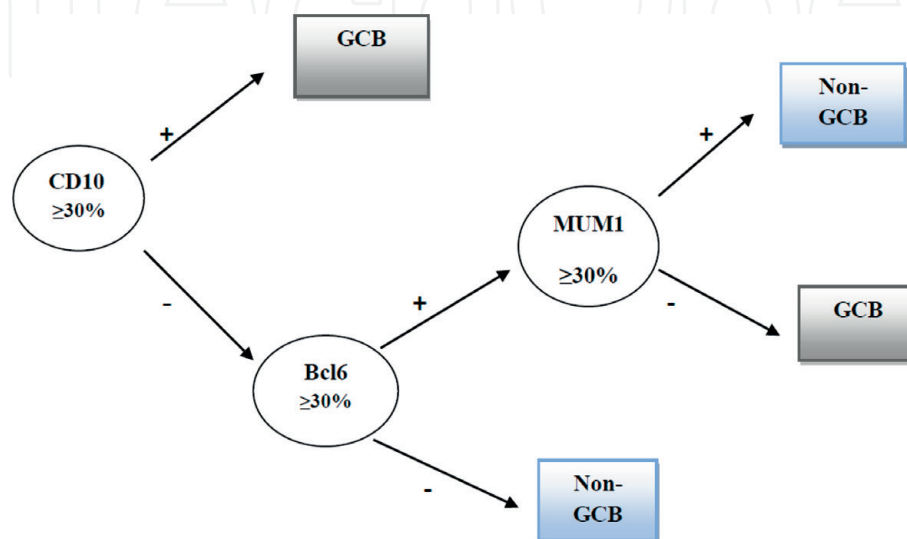 GCB
Non-
GCB
+
+
CD10
≥30%
MUM1
≥30%
-
+
-
GCB
Bcl6
≥30%
-
Non-
GCB